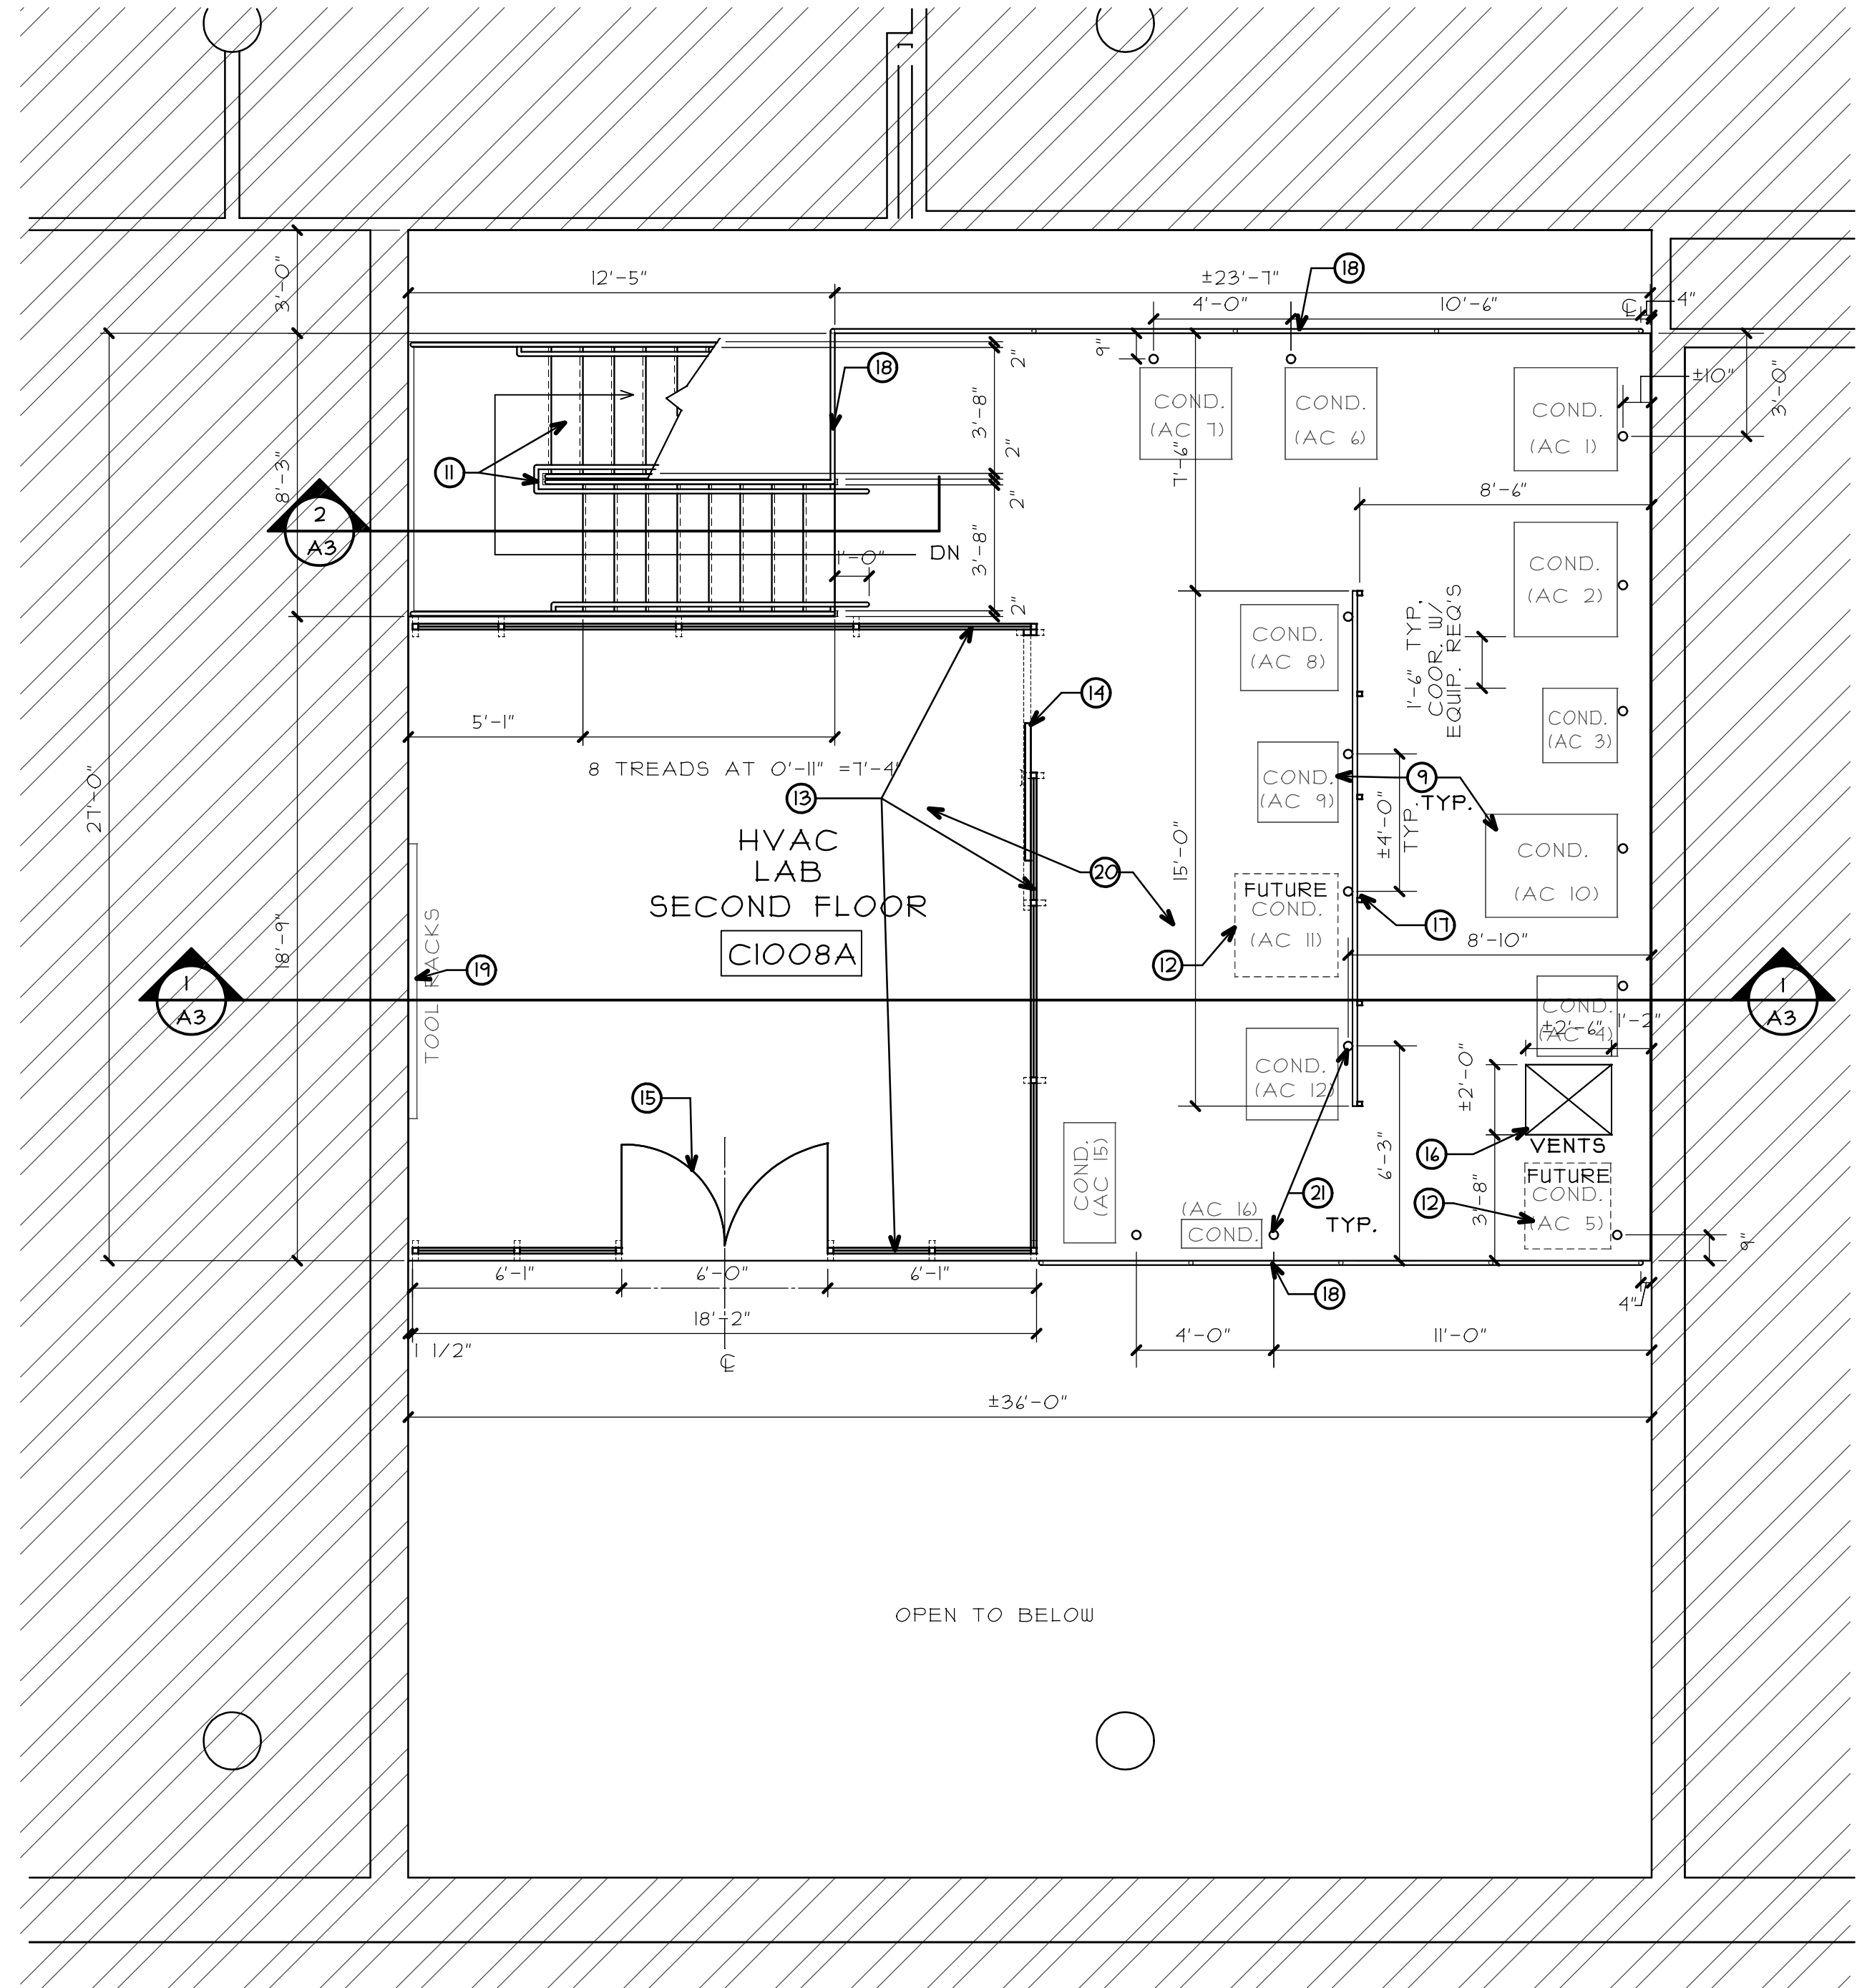 18
12'-5"
±23'-7"
3'-0"
4'-0"
10'-6"
℄
4"
9"
2"
18
COND.
(AC 7)
COND.
(AC 6)
COND.
(AC 1)
±10"
3'-0"
3'-8"
2"
7'-6"
11
8'-3"
8'-6"
2
A3
2"
3'-8"
DN
1'-0"
2"
COND.
(AC 2)
1'-6" TYP.
COOR. W/
EQUIP. REQ'S
COND.
(AC 8)
14
5'-1"
8 TREADS AT 0'-11" =7'-4"
COND.
(AC 3)
27'-0"
13
COND.
(AC 9)
9
TYP.
±4'-0"
TYP.
HVAC
LAB
SECOND FLOOR
C1008A
20
15'-0"
COND.
(AC 10)
FUTURE
COND.
(AC 11)
17
12
8'-10"
18'-9"
TOOL RACKS
19
1
A3
1
A3
COND.
(AC 4)
±2'-6"
1'-2"
±2'-0"
COND.
(AC 12)
15
16
VENTS
6'-3"
COND.
(AC 15)
21
TYP.
(AC 16)
COND.
12
3'-8"
FUTURE
COND.
(AC 5)
9"
6'-1"
6'-0"
6'-1"
18
4"
18'-2"
1 1/2"
℄
4'-0"
11'-0"
±36'-0"
OPEN TO BELOW